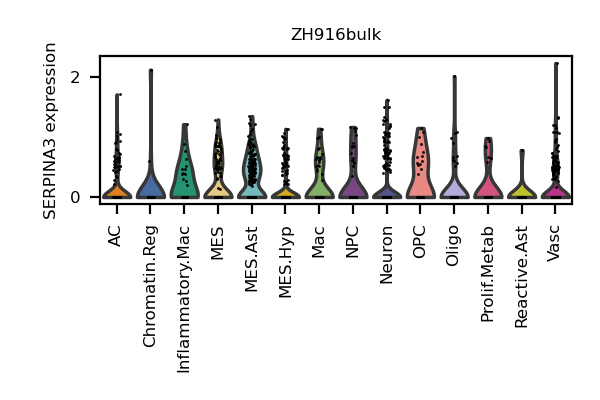 ZH916bulk
SERPINA3 expression
2
0
AC
Chromatin.Reg
Inflammatory.Mac
MES
MES.Ast
MES.Hyp
Mac
NPC
Neuron
OPC
Oligo
Prolif.Metab
Reactive.Ast
Vasc